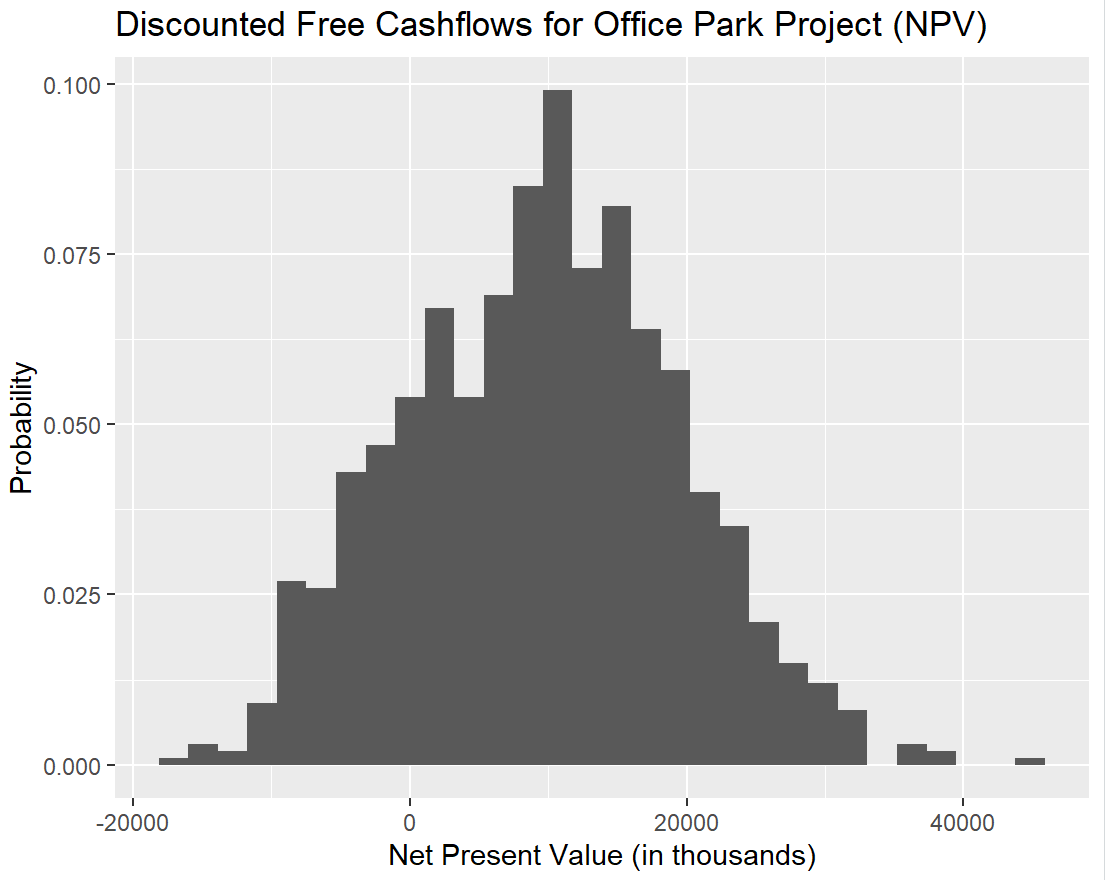 Discounted Free Cashflows for Office Park Project (NPV)
0.100
0.075
0.050
0.025
0.000
Probability
-20000 0 20000 40000
Net Present Value (in thousands)